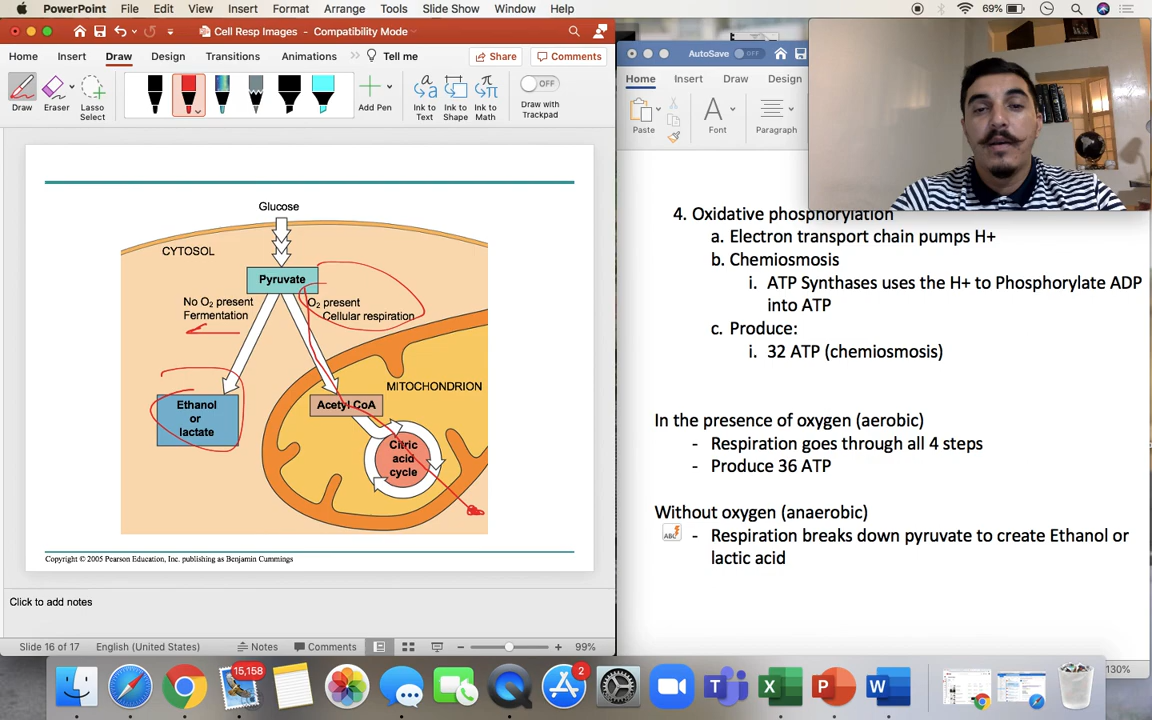 PowerPoint File Edit View Insert Format Arrange Tools Slide Show Window Help 69%
Cell Resp Images - Compatibility Mode
Home Insert Draw Design Transitions Animations Tell me Share Comments
Draw Eraser Lasso Select Add Pen Ink to Text Ink to Shape Ink to Math OFF Draw with Trackpad
AutoSave OFF
Home Insert Draw Design
Paste Font Paragraph
Glucose
CYTOSOL
Pyruvate
No O2 present
Fermentation
O2 present
Cellular respiration
MITOCHONDRION
Ethanol
or
lactate
Acetyl CoA
Citric
acid
cycle
Copyright © 2005 Pearson Education, Inc. publishing as Benjamin Cummings
Click to add notes
Slide 16 of 17 English (United States) Notes Comments 99%
4. Oxidative phosphorylation
a. Electron transport chain pumps H+
b. Chemiosmosis
i. ATP Synthases uses the H+ to Phosphorylate ADP
into ATP
c. Produce:
i. 32 ATP (chemiosmosis)
In the presence of oxygen (aerobic)
- Respiration goes through all 4 steps
- Produce 36 ATP
Without oxygen (anaerobic)
- Respiration breaks down pyruvate to create Ethanol or
lactic acid
130%
15,158
2